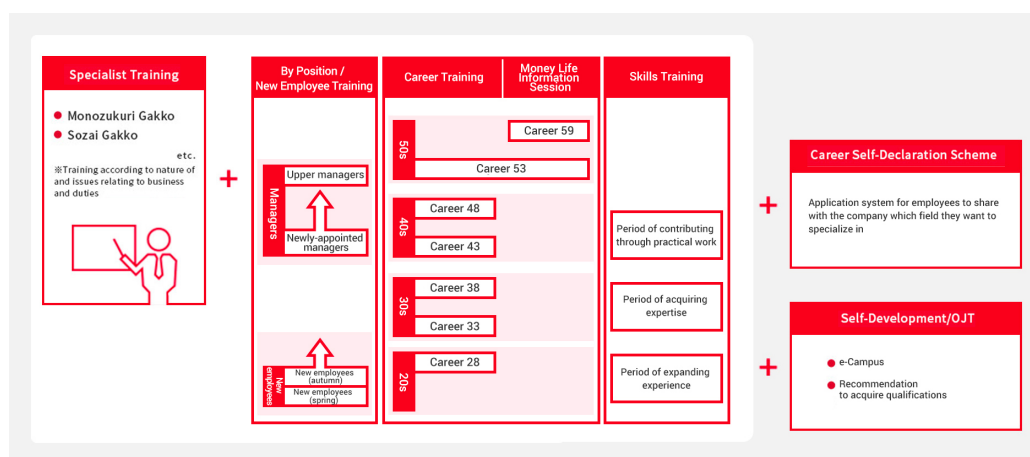 Specialist Training
● Monozukuri Gakko
● Sozai Gakko
etc.
※Training according to nature of
and issues relating to business
and duties
+
By Position /
New Employee Training
Managers
Upper managers
Newly-appointed
managers
New
employees
New employees
(autumn)
New employees
(spring)
Career Training
Money Life
Information
Session
50s
Career 59
Career 53
40s
Career 48
Career 43
30s
Career 38
Career 33
20s
Career 28
Skills Training
Period of contributing
through practical work
Period of acquiring
expertise
Period of expanding
experience
+
Career Self-Declaration Scheme
Application system for employees to share
with the company which field they want to
specialize in
+
Self-Development/OJT
● e-Campus
● Recommendation
to acquire qualifications